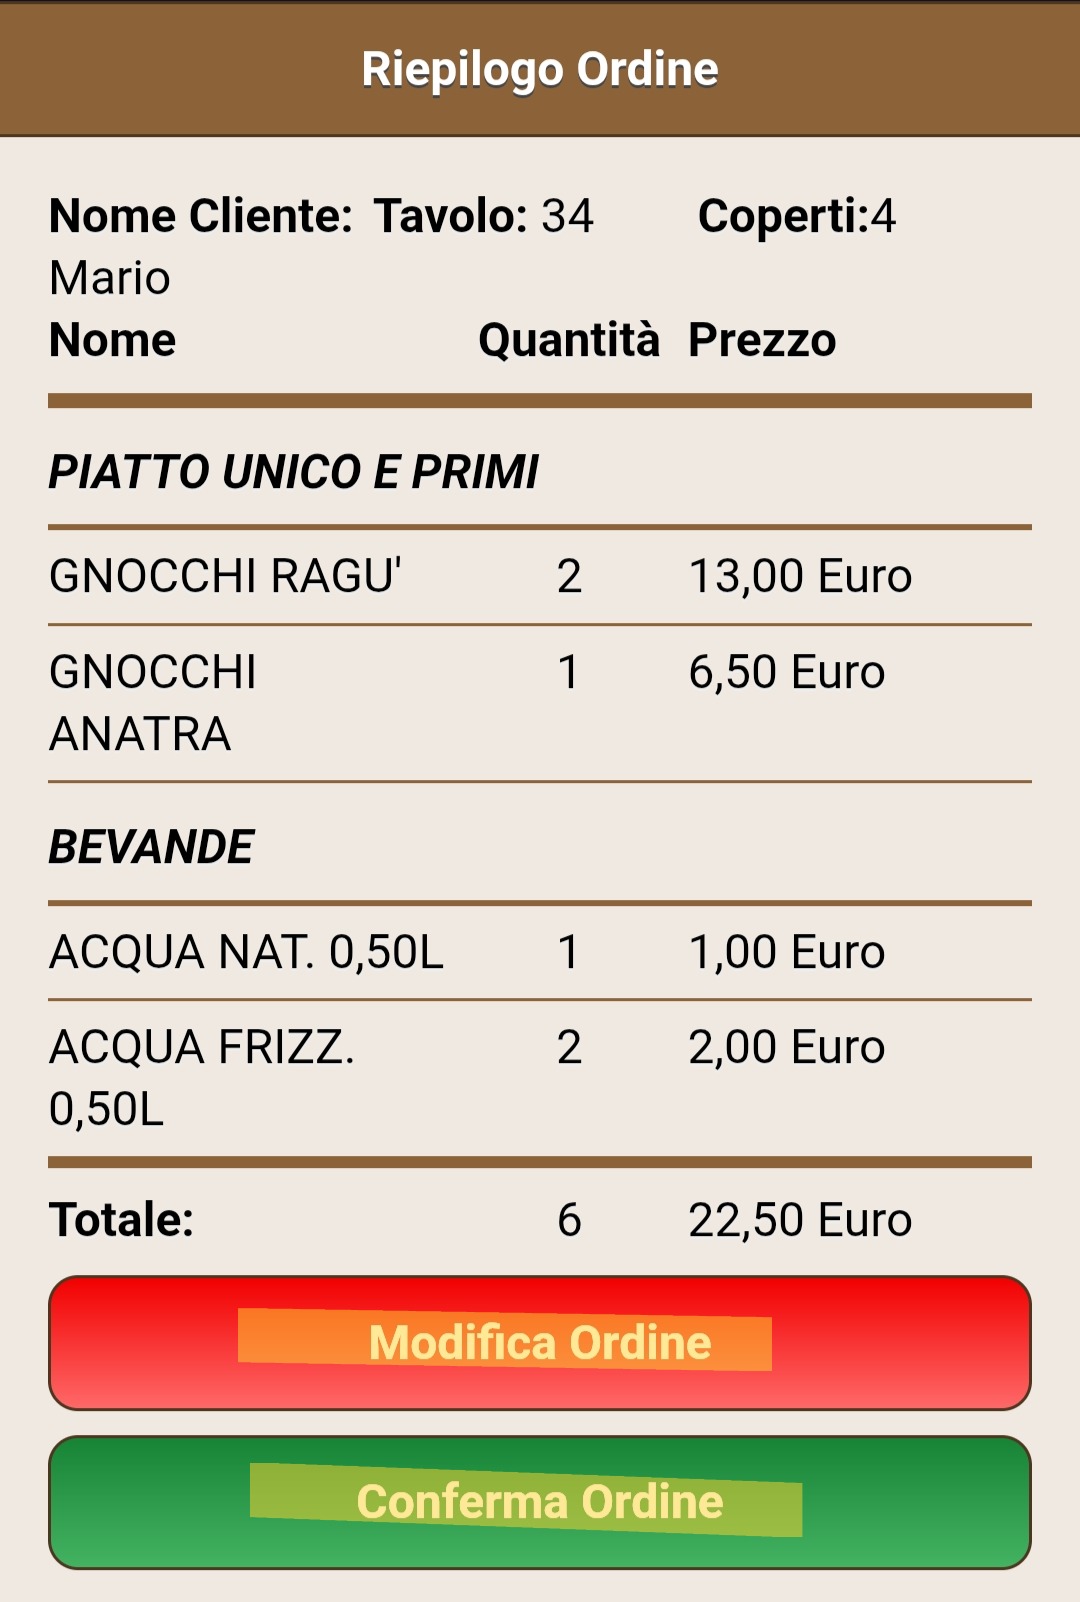 Riepilogo Ordine
Nome Cliente: Tavolo: 34 Coperti:4
Mario
Nome Quantità Prezzo
PIATTO UNICO E PRIMI
GNOCCHI RAGU' 2 13,00 Euro
GNOCCHI 1 6,50 Euro
ANATRA
BEVANDE
ACQUA NAT. 0,50L 1 1,00 Euro
ACQUA FRIZZ. 2 2,00 Euro
0,50L
Totale: 6 22,50 Euro
Modifica Ordine
Conferma Ordine